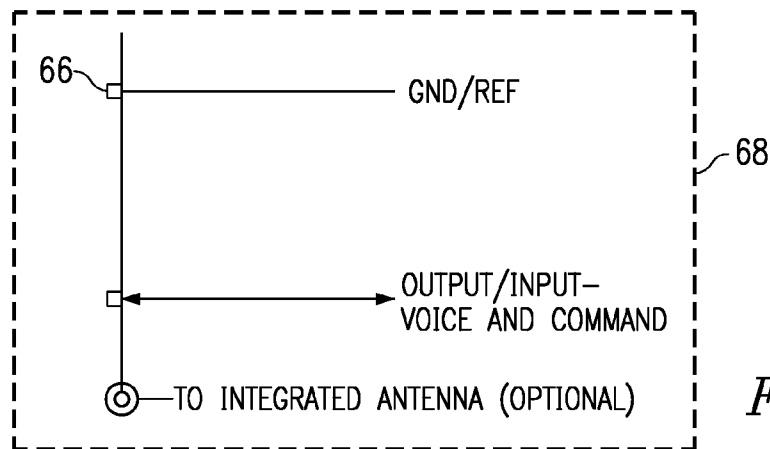 66
GND/REF
68
OUTPUT/INPUT-
VOICE AND COMMAND
TO INTEGRATED ANTENNA (OPTIONAL)
F